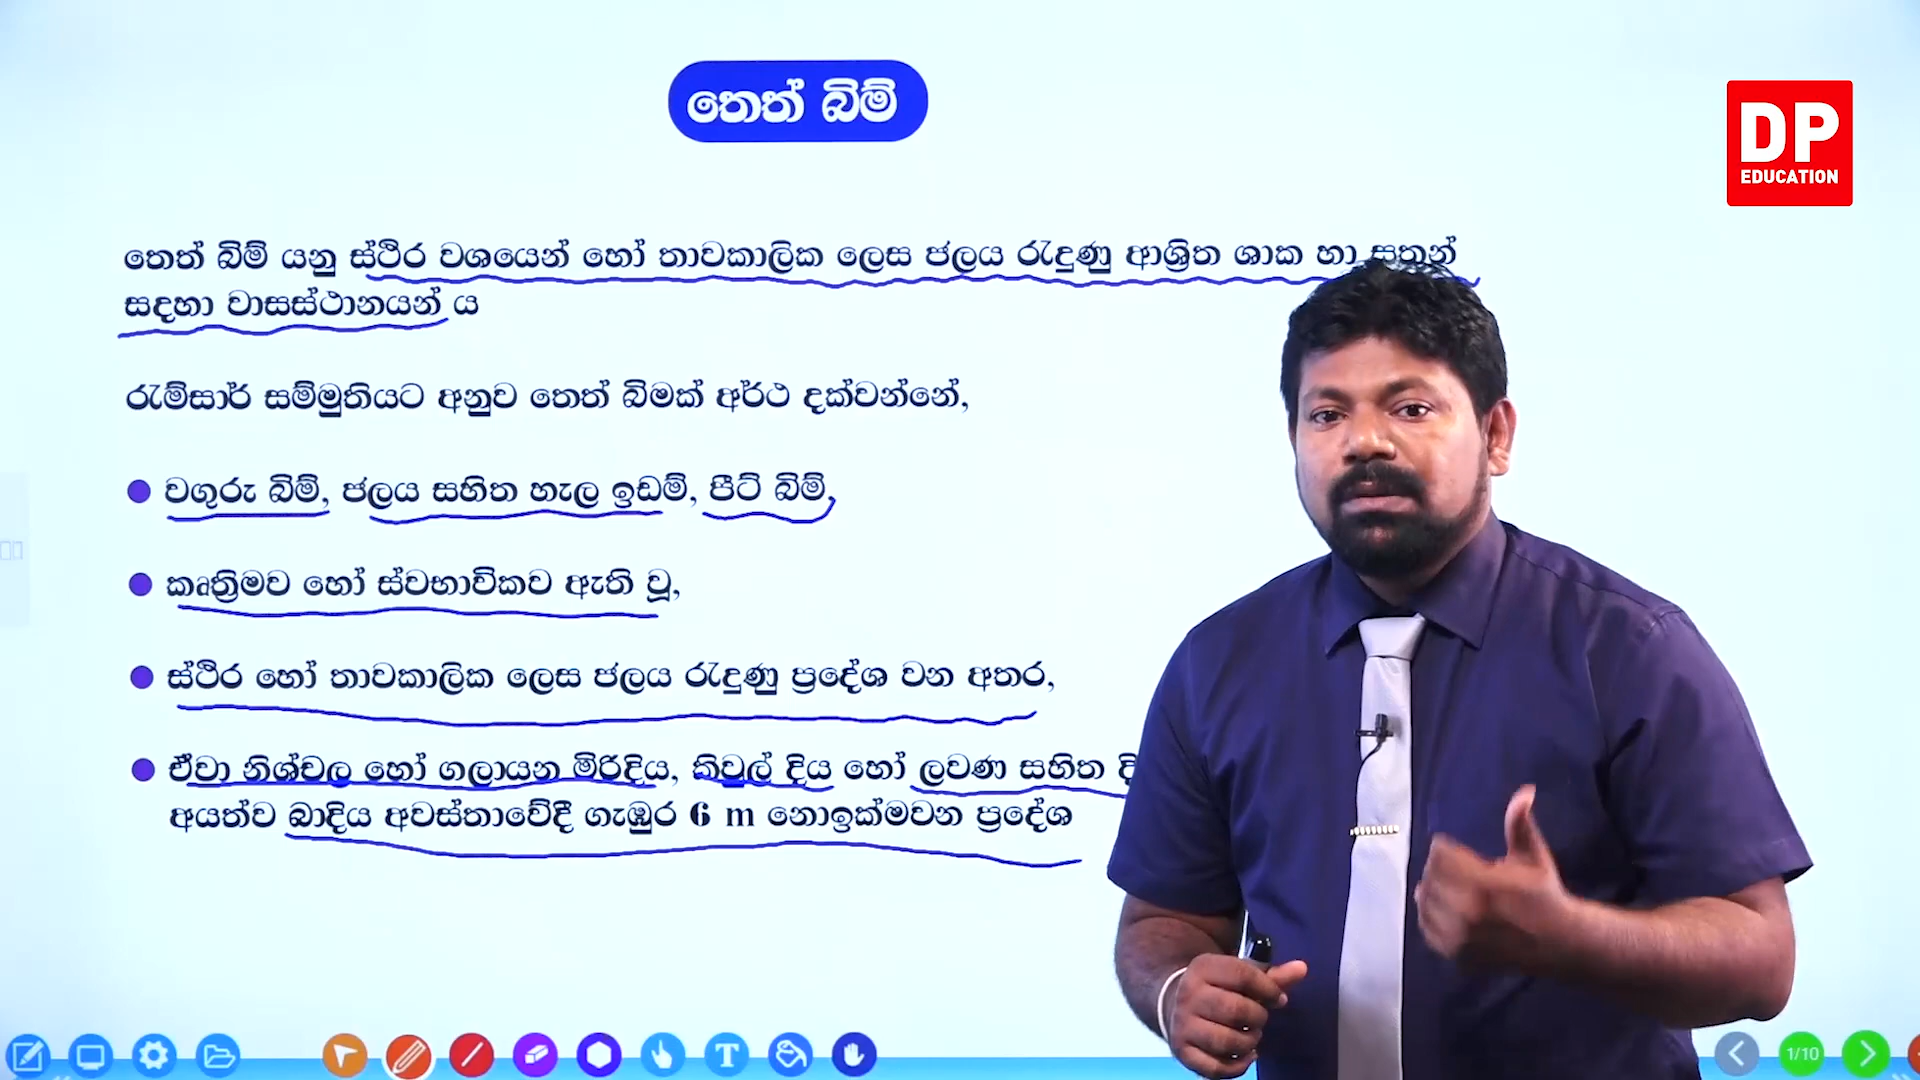 තෙත් බිම්
DP
EDUCATION
තෙත් බිම් යනු ස්ථිර වශයෙන් හෝ තාවකාලික ලෙස ජලය රැඳුණු ආශ්‍රිත ශාක හා සතුන්
සඳහා වාසස්ථානයන් ය
රැම්සාර් සම්මුතියට අනුව තෙත් බිමක් අර්ථ දක්වන්නේ,
වගුරු බිම්, ජලය සහිත හැල ඉඩම්, පීට් බිම්,
කෘත්‍රිමව හෝ ස්වභාවිකව ඇති වූ,
ස්ථිර හෝ තාවකාලික ලෙස ජලය රැඳුණු ප්‍රදේශ වන අතර,
ඒවා නිශ්චල හෝ ගලායන මිරිදිය, කිවුල් දිය හෝ ලවණ සහිත
අයත්ව බාදිය අවස්තාවේදී ගැඹුර 6 m නොඉක්මවන ප්‍රදේශ
T
1/10